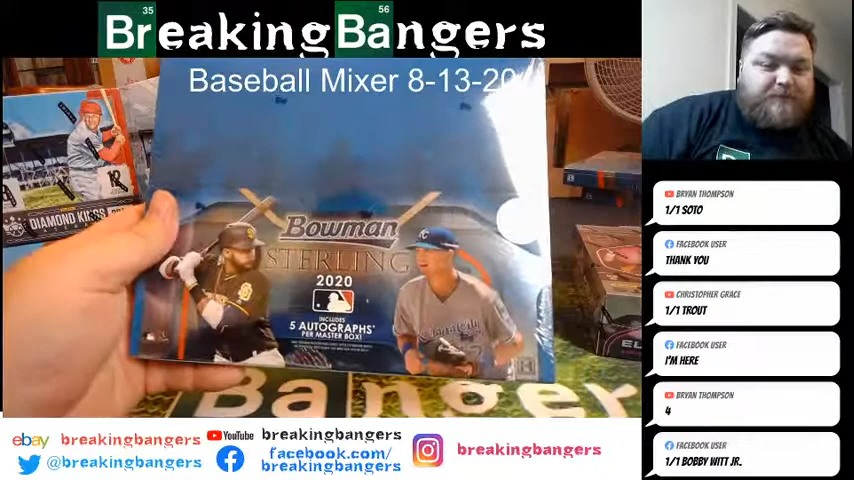 35
56
BreakingBangers
Baseball Mixer 8-13-20
DIAMOND KINGS
Bowman
STERLING
2020
INCLUDES
5 AUTOGRAPHS*
PER MASTER BOX!
Banger
ebay breakingbangers
YouTube breakingbangers
@breakingbangers
facebook.com/
breakingbangers
breakingbangers
BRYAN THOMPSON
1/1 SOTO
FACEBOOK USER
THANK YOU
CHRISTOPHER GRACE
1/1 TROUT
FACEBOOK USER
I'M HERE
BRYAN THOMPSON
4
FACEBOOK USER
1/1 BOBBY WITT JR.